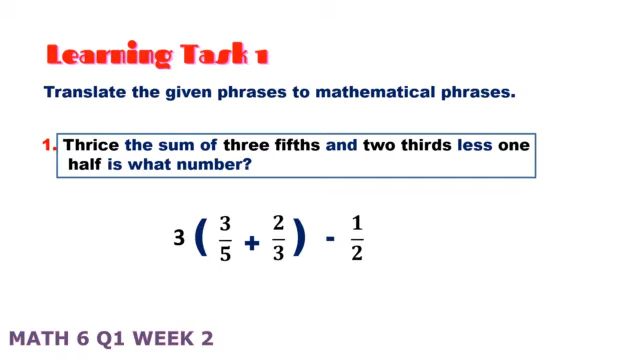 Learning Task 1
Translate the given phrases to mathematical phrases.
1. Thrice the sum of three fifths and two thirds less one
half is what number?
3 ( 3/5 + 2/3 ) - 1/2
MATH 6 Q1 WEEK 2